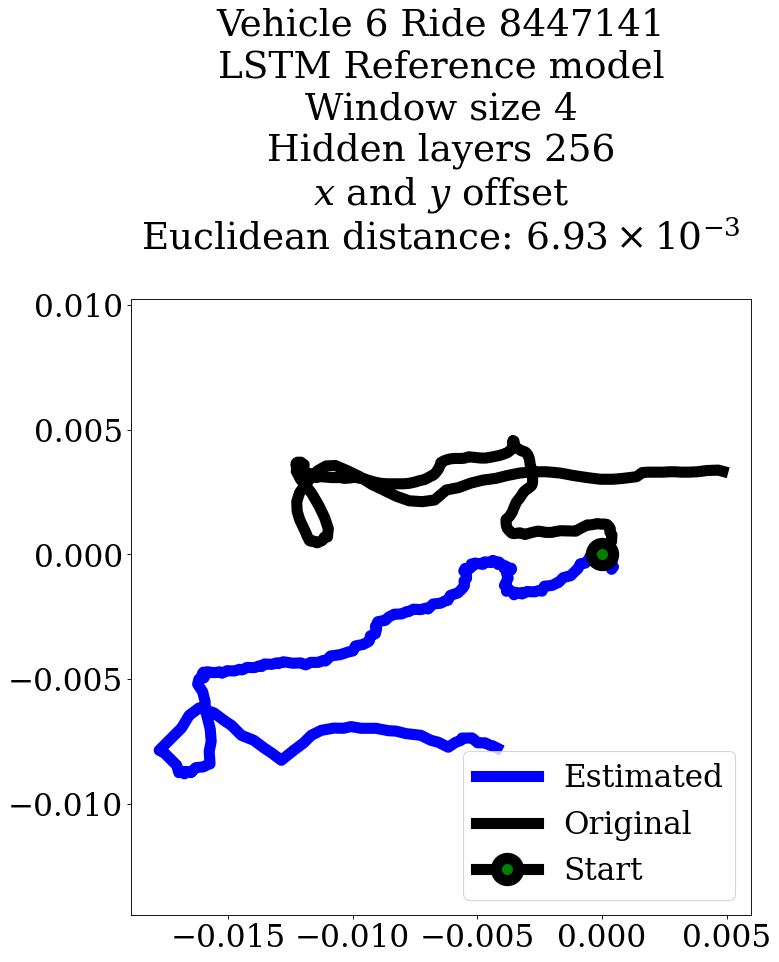 Vehicle 6 Ride 8447141
LSTM Reference model
Window size 4
Hidden layers 256
x and y offset
Euclidean distance: 6.93 × 10⁻³
0.010
0.005
0.000
−0.005
−0.010
Estimated
Original
Start
−0.015 −0.010 −0.005 0.000 0.005